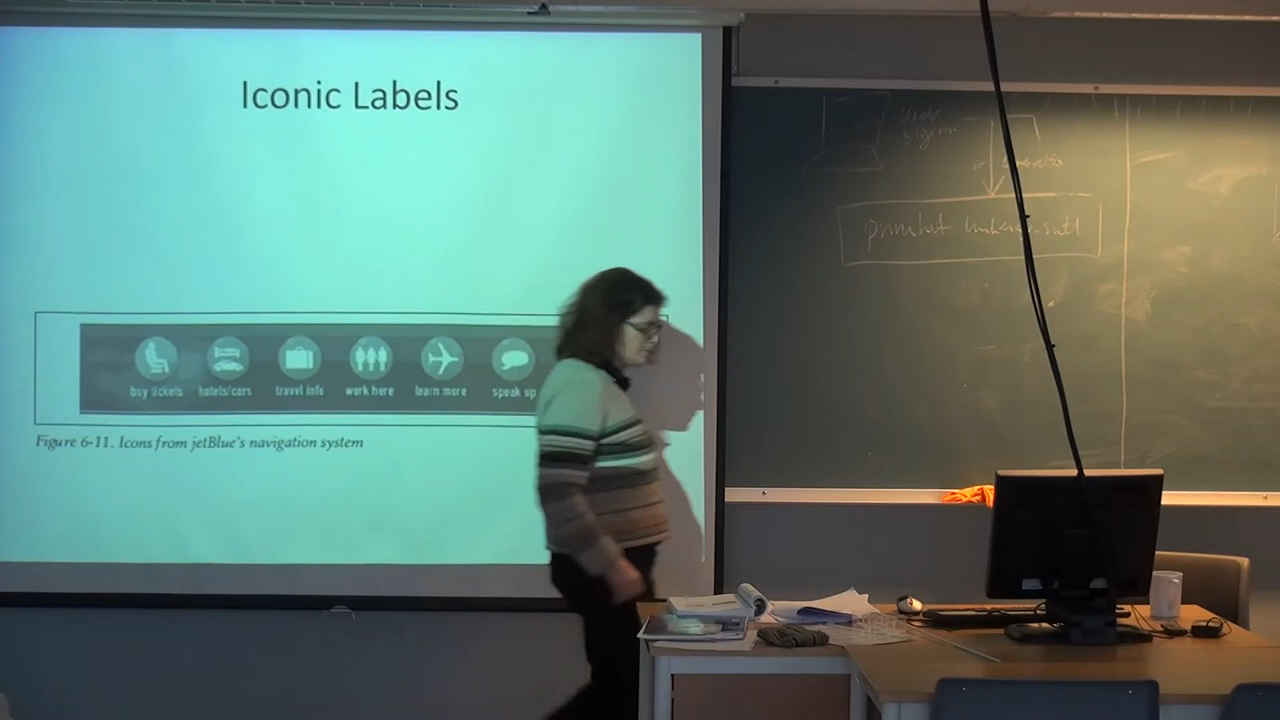 Iconic Labels
buy tickets hotels/cars travel info work here learn more speak up
Figure 6-11. Icons from jetBlue's navigation system